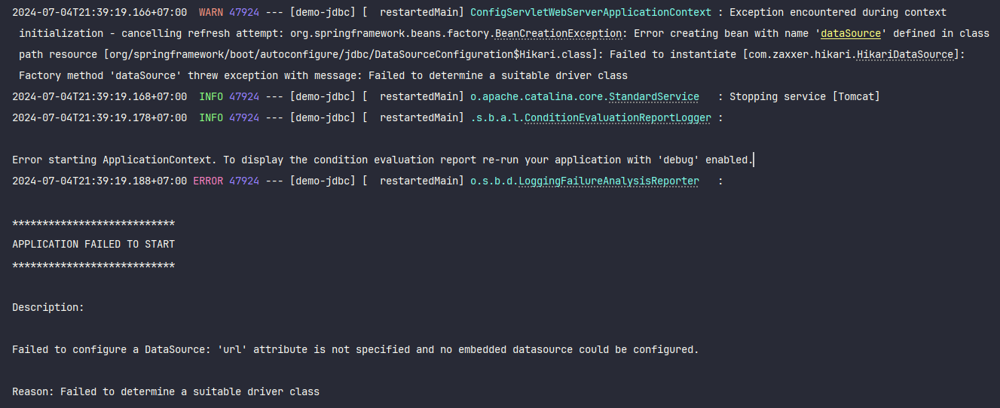 2024-07-04T21:39:19.166+07:00  WARN 47924 --- [demo-jdbc] [  restartedMain] ConfigServletWebServerApplicationContext : Exception encountered during context
initialization - cancelling refresh attempt: org.springframework.beans.factory.BeanCreationException: Error creating bean with name 'dataSource' defined in class
path resource [org/springframework/boot/autoconfigure/jdbc/DataSourceConfiguration$Hikari.class]: Failed to instantiate [com.zaxxer.hikari.HikariDataSource]:
Factory method 'dataSource' threw exception with message: Failed to determine a suitable driver class
2024-07-04T21:39:19.168+07:00  INFO 47924 --- [demo-jdbc] [  restartedMain] o.apache.catalina.core.StandardService   : Stopping service [Tomcat]
2024-07-04T21:39:19.178+07:00  INFO 47924 --- [demo-jdbc] [  restartedMain] .s.b.a.l.ConditionEvaluationReportLogger :
Error starting ApplicationContext. To display the condition evaluation report re-run your application with 'debug' enabled.
2024-07-04T21:39:19.188+07:00 ERROR 47924 --- [demo-jdbc] [  restartedMain] o.s.b.d.LoggingFailureAnalysisReporter   :
***************************
APPLICATION FAILED TO START
***************************
Description:
Failed to configure a DataSource: 'url' attribute is not specified and no embedded datasource could be configured.
Reason: Failed to determine a suitable driver class